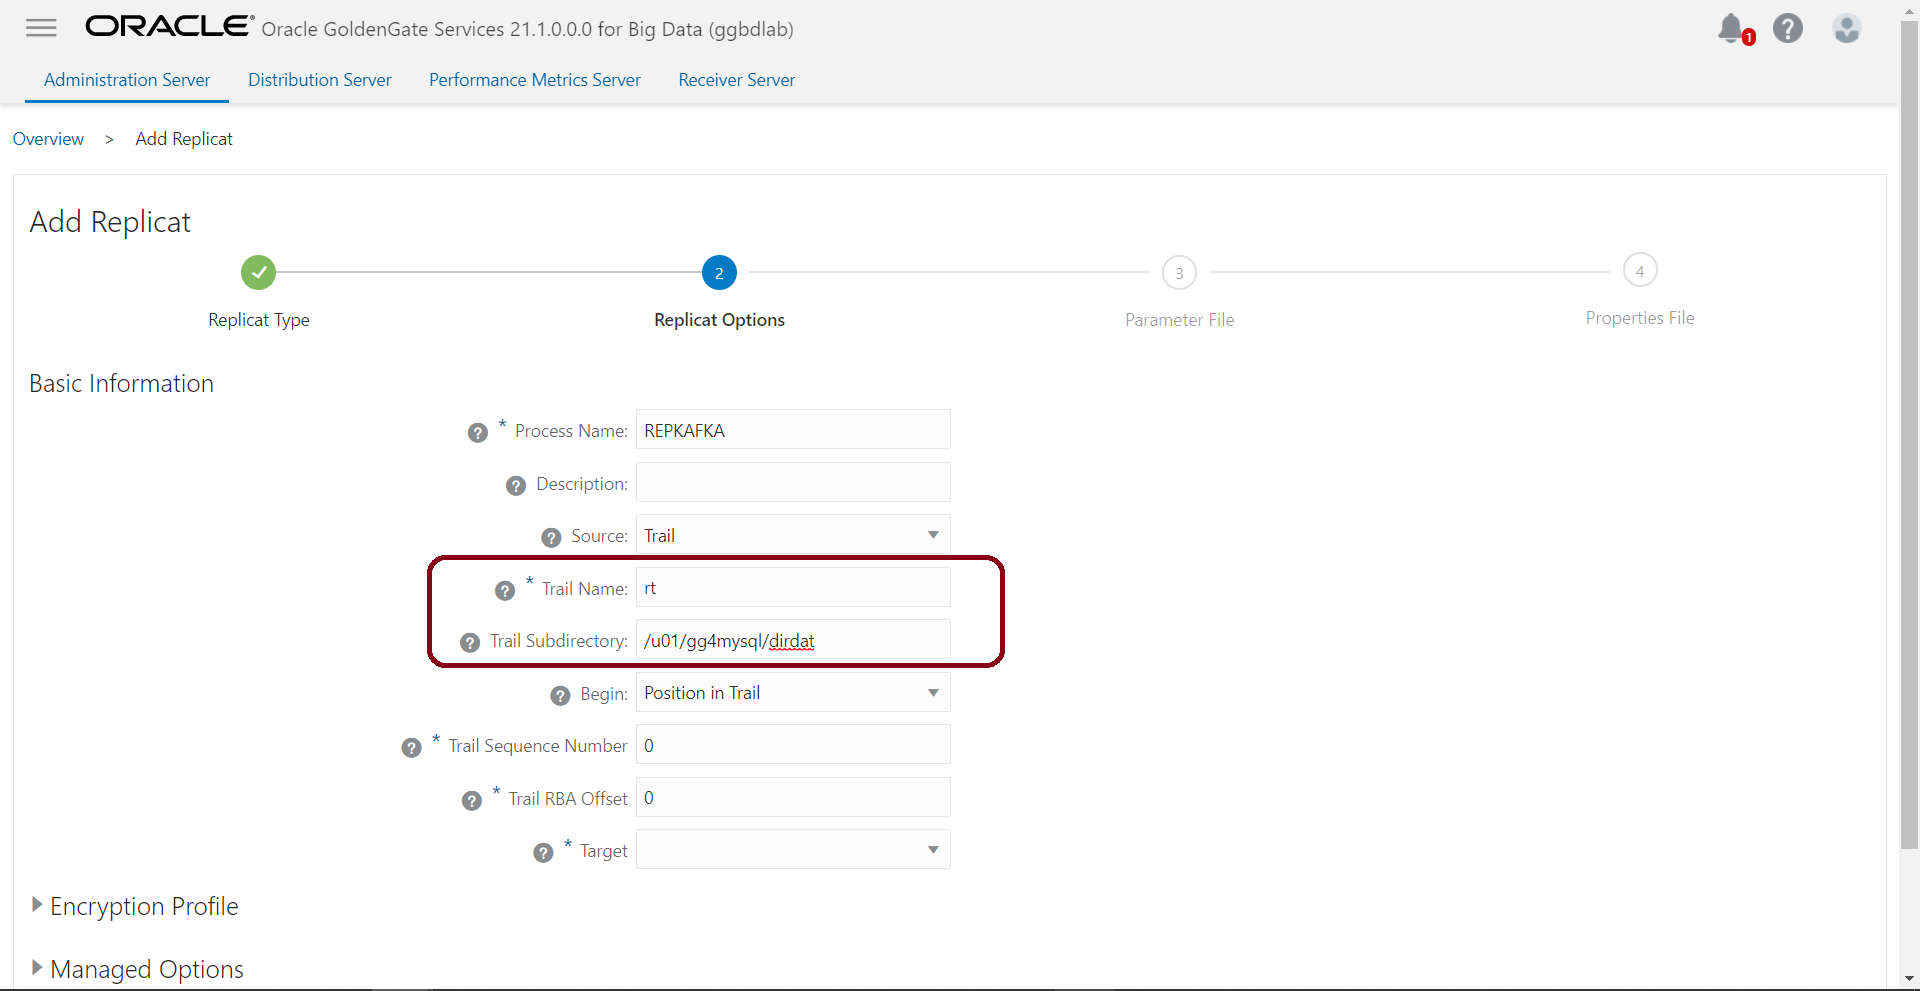 ORACLE® Oracle GoldenGate Services 21.1.0.0.0 for Big Data (ggbdlab)
1 ?
Administration Server Distribution Server Performance Metrics Server Receiver Server
Overview > Add Replicat
Add Replicat
2 3 4
Replicat Type Replicat Options Parameter File Properties File
Basic Information
? * Process Name: REPKAFKA
? Description:
? Source: Trail
? * Trail Name: rt
? Trail Subdirectory: /u01/gg4mysql/dirdat
? Begin: Position in Trail
? * Trail Sequence Number 0
? * Trail RBA Offset 0
? * Target
Encryption Profile
Managed Options